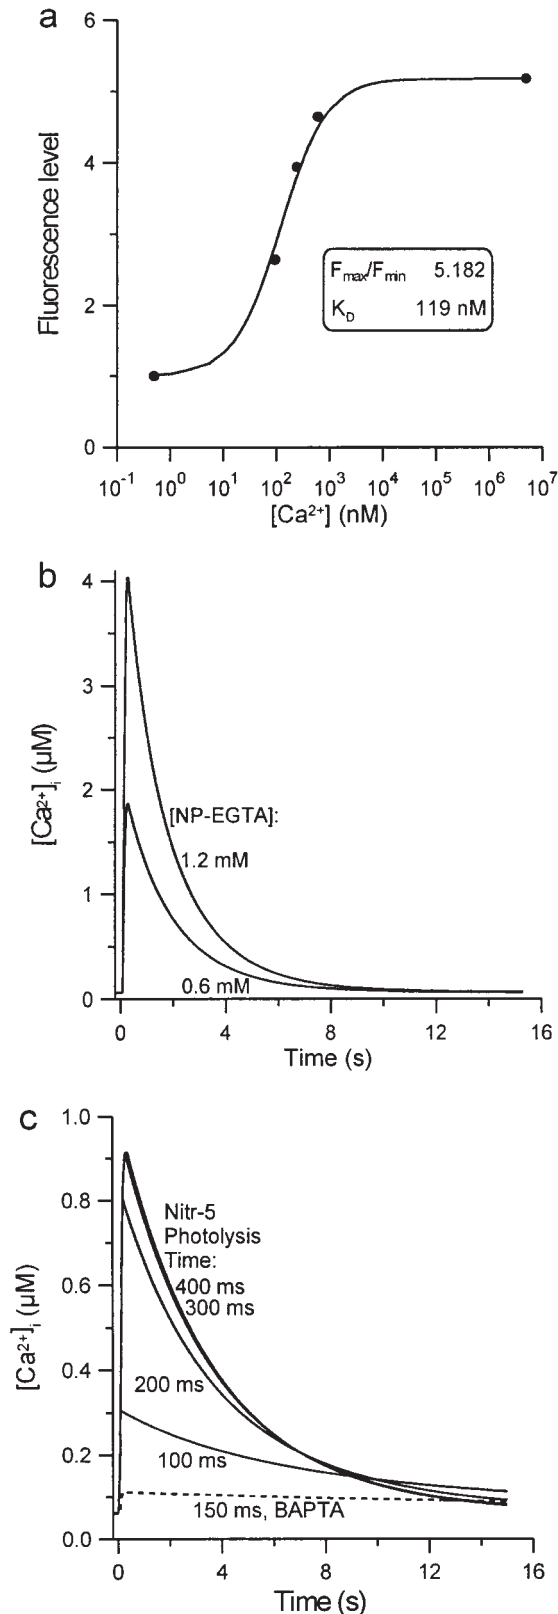 a
6
4
2
0
Fluorescence level
Fmax/Fmin 5.182
KD 119 nM
10-1 100 101 102 103 104 105 106 107
[Ca2+] (nM)
b
4
3
2
1
0
[Ca2+]i (µM)
[NP-EGTA]:
1.2 mM
0.6 mM
0 4 8 12 16
Time (s)
c
1.0
0.8
0.6
0.4
0.2
0.0
[Ca2+]i (µM)
Nitr-5
Photolysis
Time:
400 ms
300 ms
200 ms
100 ms
150 ms, BAPTA
0 4 8 12 16
Time (s)